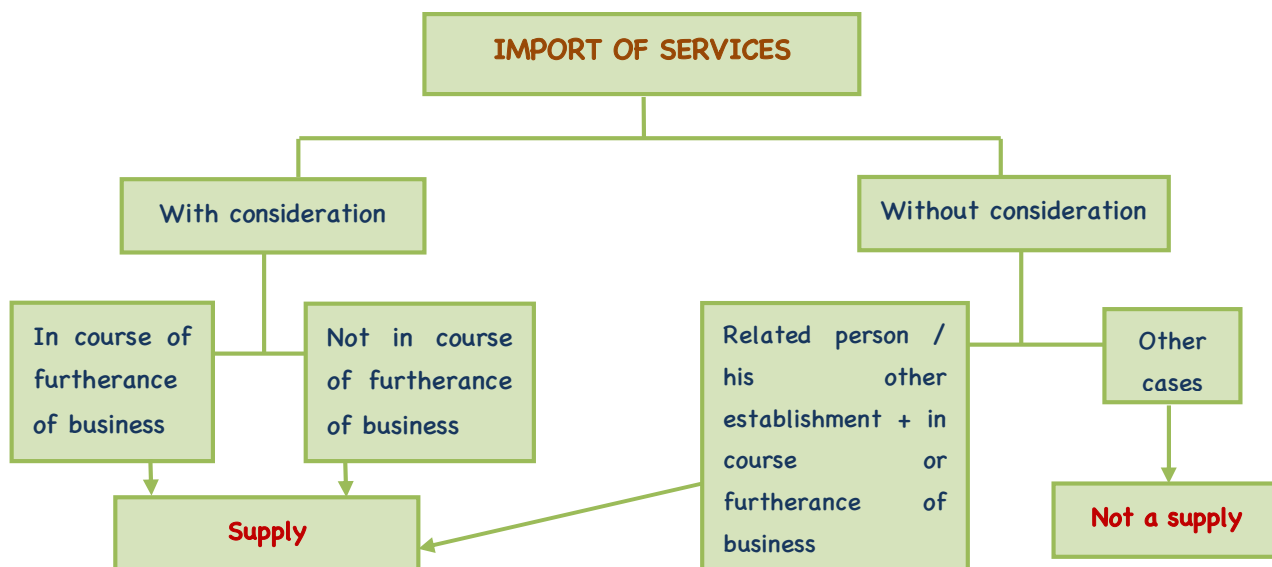 IMPORT OF SERVICES
With consideration
Without consideration
In course of
furtherance
of business
Not in course
of furtherance
of business
Related person /
his other
establishment + in
course or
furtherance of
business
Other
cases
Supply
Not a supply